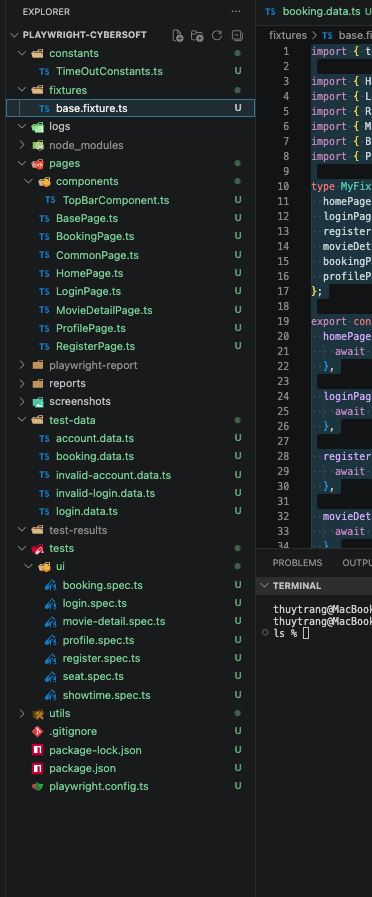 EXPLORER
PLAYWRIGHT-CYBERSOFT
constants
TS TimeOutConstants.ts U
fixtures
TS base.fixture.ts U
logs
node_modules
pages
components
TS TopBarComponent.ts U
TS BasePage.ts U
TS BookingPage.ts U
TS CommonPage.ts U
TS HomePage.ts U
TS LoginPage.ts U
TS MovieDetailPage.ts U
TS ProfilePage.ts U
TS RegisterPage.ts U
playwright-report
reports
screenshots
test-data
TS account.data.ts U
TS booking.data.ts U
TS invalid-account.data.ts U
TS invalid-login.data.ts U
TS login.data.ts U
test-results
tests
ui
booking.spec.ts U
login.spec.ts U
movie-detail.spec.ts U
profile.spec.ts U
register.spec.ts U
seat.spec.ts U
showtime.spec.ts U
utils
.gitignore U
package-lock.json U
package.json U
playwright.config.ts U
TS booking.data.ts U
fixtures > TS base.fi
1 import { t
2
3 import { H
4 import { L
5 import { R
6 import { M
7 import { B
8 import { P
9
10 type MyFix
11 homePage
12 loginPag
13 register
14 movieDet
15 bookingP
16 profileP
17 };
18
19 export con
20 homePage
21 await
22 },
23
24 loginPag
25 await
26 },
27
28 register
29 await
30 },
31
32 movieDet
33 await
34 }
PROBLEMS OUTPU
TERMINAL
thuytrang@MacBook
thuytrang@MacBook
ls %